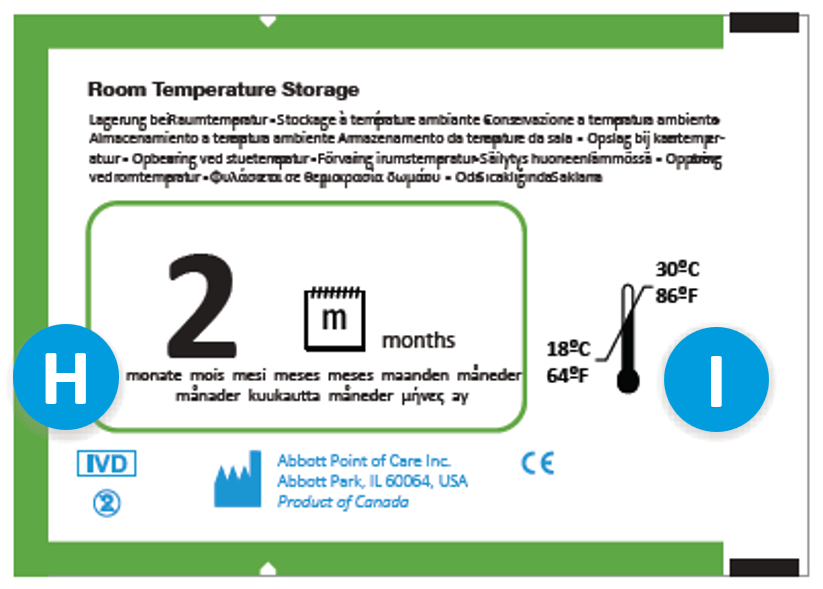 Room Temperature Storage
Lagerung bei Raumtemperatur • Stockage à température ambiante Conservazione a temperatura ambiente •
Almacenamiento a temperatura ambiente Armazenamento da temperature da sala • Opslag bij kamertemper-
atur • Opbevaring ved stuetemperatur • Förvaring i rumstemperatur • Säilytys huoneenlämmössä • Oppbevaring
ved romtemperatur • Φυλάσσεται σε θερμοκρασία δωμάτιου • Oda Sıcaklığında Saklama
2 m months
monate mois mesi meses meses maanden måneder
månader kuukautta måneder μήνες ay
30ºC
86ºF
18ºC
64ºF
H
I
IVD
2
Abbott Point of Care Inc.
Abbott Park, IL 60064, USA
Product of Canada
CE